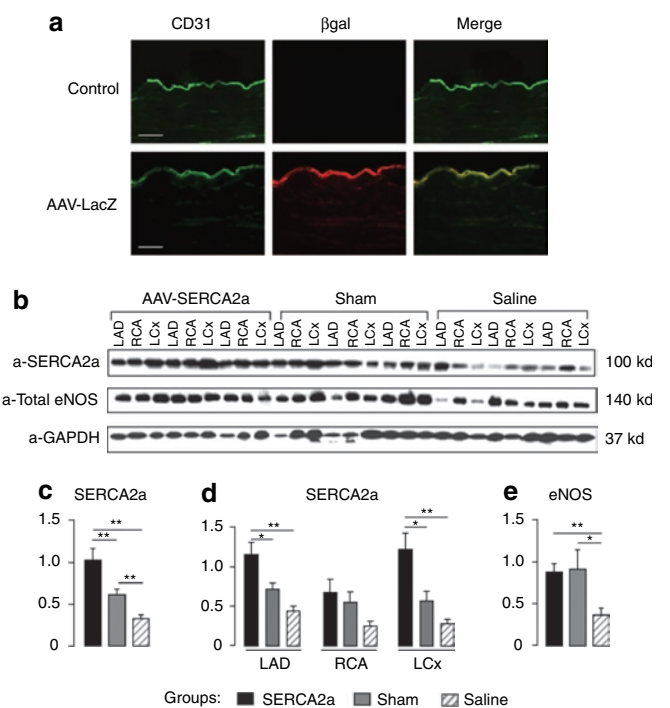 a
CD31 βgal Merge
Control
AAV-LacZ
b
AAV-SERCA2a Sham Saline
LAD RCA LCx LAD RCA LCx LAD RCA LCx LAD RCA LCx LAD RCA LCx LAD RCA LCx LAD RCA LCx LAD RCA LCx LAD RCA LCx
a-SERCA2a 100 kd
a-Total eNOS 140 kd
a-GAPDH 37 kd
c d e
SERCA2a SERCA2a eNOS
1.5 1.5 1.5
** ** ** **
** * * *
1.0 1.0 1.0
**
0.5 0.5 0.5
0 0 0
LAD RCA LCx
Groups: SERCA2a Sham Saline